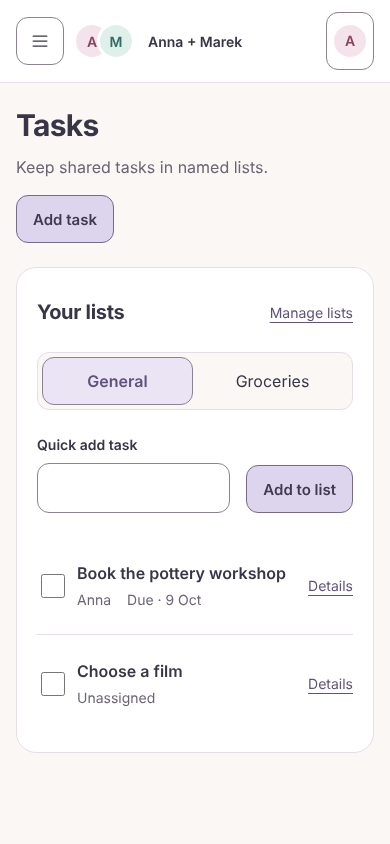 A M Anna + Marek A
Tasks
Keep shared tasks in named lists.
Add task
Your lists Manage lists
General Groceries
Quick add task
Add to list
Book the pottery workshop
Anna Due · 9 Oct
Details
Choose a film
Unassigned
Details